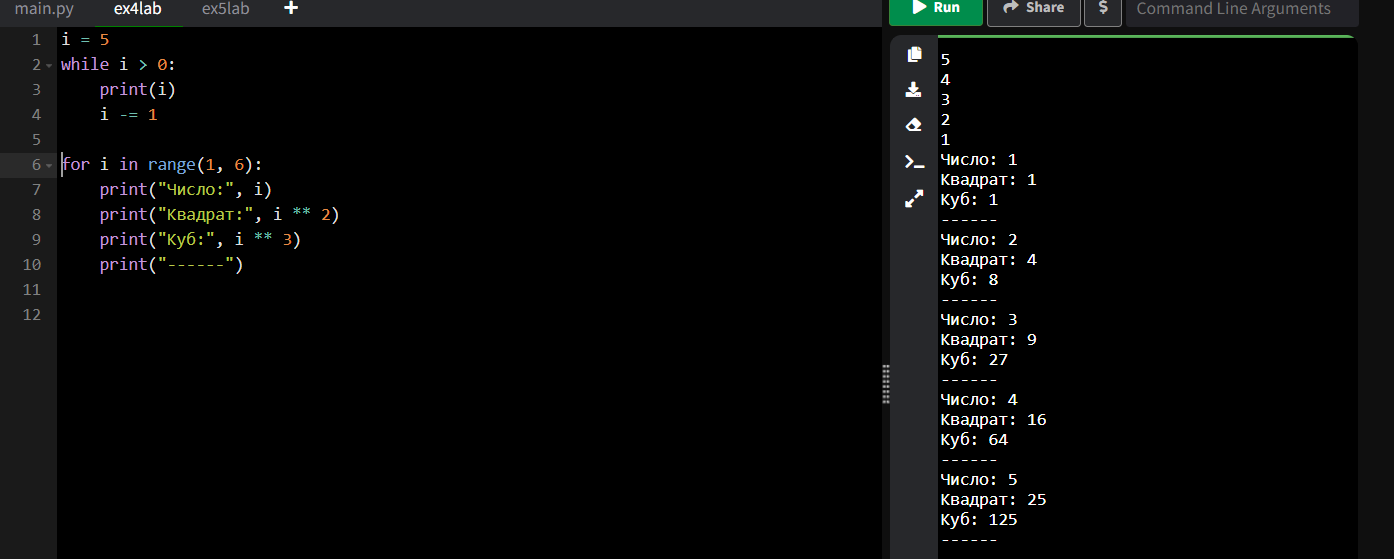 main.py ex4lab ex5lab +
Run Share $ Command Line Arguments
1 i = 5
2 while i > 0:
3 print(i)
4 i -= 1
5
6 for i in range(1, 6):
7 print("Число:", i)
8 print("Квадрат:", i ** 2)
9 print("Куб:", i ** 3)
10 print("------")
11
12
5
4
3
2
1
Число: 1
Квадрат: 1
Куб: 1
------
Число: 2
Квадрат: 4
Куб: 8
------
Число: 3
Квадрат: 9
Куб: 27
------
Число: 4
Квадрат: 16
Куб: 64
------
Число: 5
Квадрат: 25
Куб: 125
------